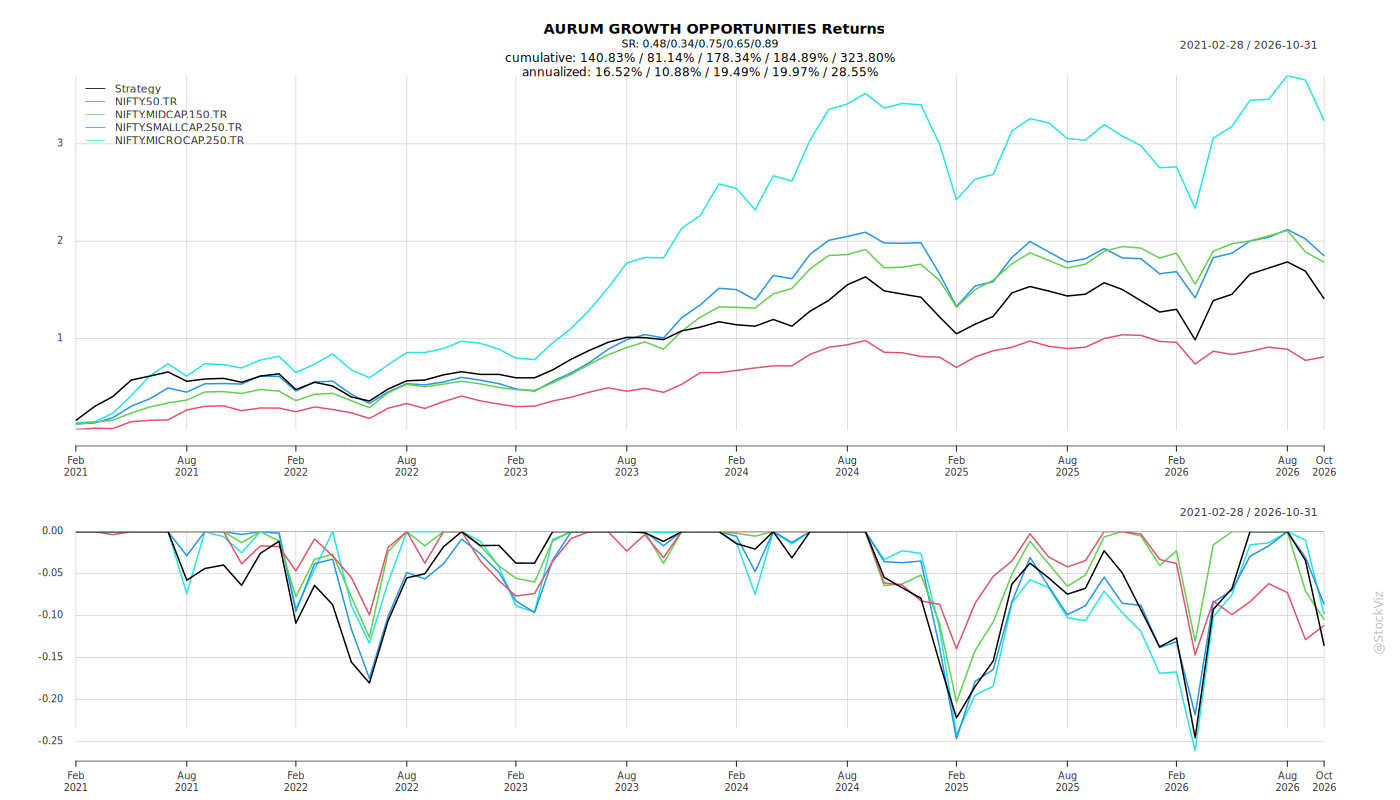 AURUM GROWTH OPPORTUNITIES Returns
SR: 0.48/0.34/0.75/0.65/0.89
2021-02-28 / 2026-10-31
cumulative: 140.83% / 81.14% / 178.34% / 184.89% / 323.80%
annualized: 16.52% / 10.88% / 19.49% / 19.97% / 28.55%
Strategy
NIFTY.50.TR
NIFTY.MIDCAP.150.TR
NIFTY.SMALLCAP.250.TR
NIFTY.MICROCAP.250.TR
3
2
1
Feb Aug Feb Aug Feb Aug Feb Aug Feb Aug Feb Aug Oct
2021 2021 2022 2022 2023 2023 2024 2024 2025 2025 2026 2026 2026
2021-02-28 / 2026-10-31
0.00
-0.05
-0.10
-0.15
-0.20
-0.25
Feb Aug Feb Aug Feb Aug Feb Aug Feb Aug Feb Aug Oct
2021 2021 2022 2022 2023 2023 2024 2024 2025 2025 2026 2026 2026
@StockViz